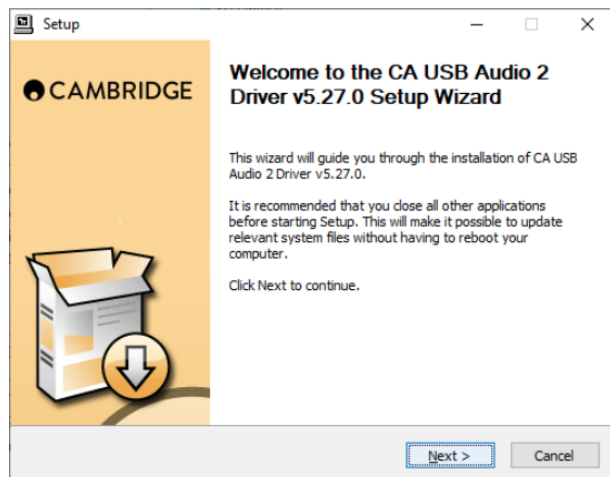 Setup
CAMBRIDGE
Welcome to the CA USB Audio 2
Driver v5.27.0 Setup Wizard
This wizard will guide you through the installation of CA USB
Audio 2 Driver v5.27.0.
It is recommended that you close all other applications
before starting Setup. This will make it possible to update
relevant system files without having to reboot your
computer.
Click Next to continue.
Next >
Cancel